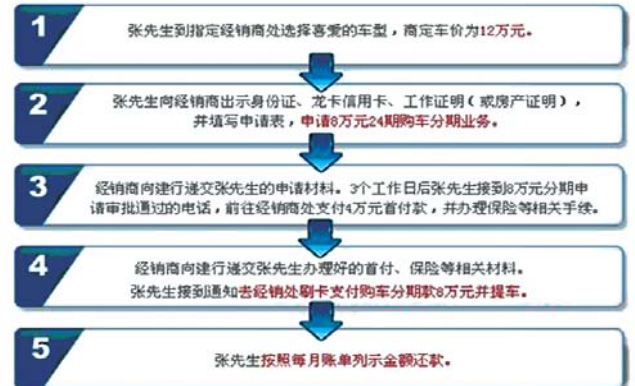 1
张先生到指定经销商处选择喜爱的车型，商定车价为12万元。
2
张先生向经销商出示身份证、龙卡信用卡、工作证明（或房产证明），
并填写申请表，申请8万元24期购车分期业务。
3
经销商向建行递交张先生的申请材料。3个工作日后张先生接到8万元分期申
请审批通过的电话，前往经销商处支付4万元首付款，并办理保险等相关手续。
4
经销商向建行递交张先生办理好的首付、保险等相关材料。
张先生接到通知去经销处刷卡支付购车分期款8万元并提车。
5
张先生按照每月账单列示金额还款。